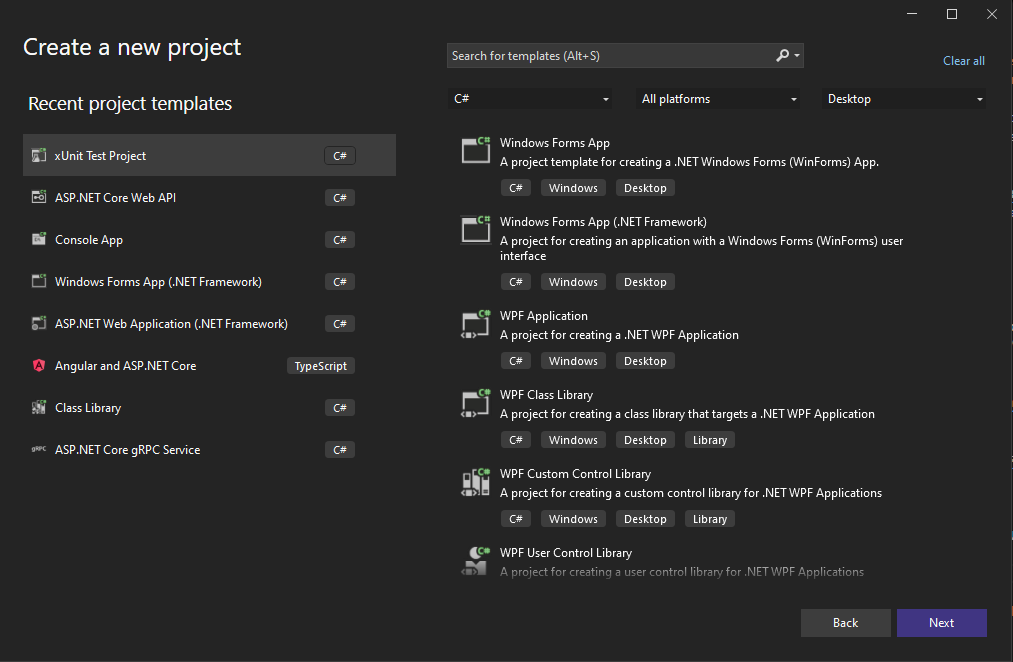 Create a new project
Search for templates (Alt+S)
Clear all
Recent project templates
C#
All platforms
Desktop
xUnit Test Project
C#
ASP.NET Core Web API
C#
Console App
C#
Windows Forms App (.NET Framework)
C#
ASP.NET Web Application (.NET Framework)
C#
Angular and ASP.NET Core
TypeScript
Class Library
C#
gRPC
ASP.NET Core gRPC Service
C#
Windows Forms App
A project template for creating a .NET Windows Forms (WinForms) App.
C# Windows Desktop
Windows Forms App (.NET Framework)
A project for creating an application with a Windows Forms (WinForms) user
interface
C# Windows Desktop
WPF Application
A project for creating a .NET WPF Application
C# Windows Desktop
WPF Class Library
A project for creating a class library that targets a .NET WPF Application
C# Windows Desktop Library
WPF Custom Control Library
A project for creating a custom control library for .NET WPF Applications
C# Windows Desktop Library
WPF User Control Library
A project for creating a user control library for .NET WPF Applications
Back
Next